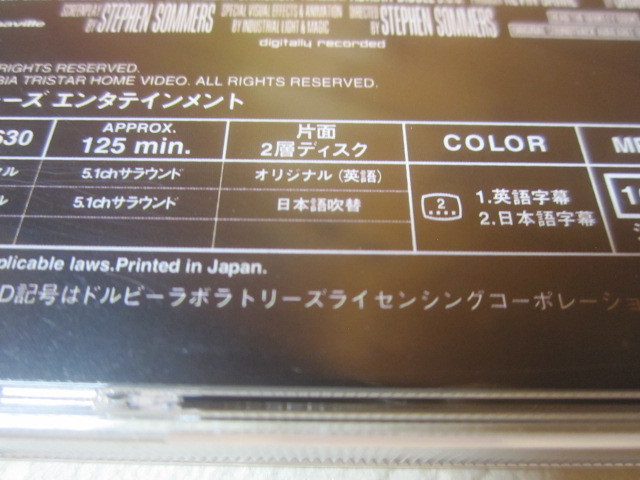 SCREENPLAY BY STEPHEN SOMMERS SPECIAL VISUAL EFFECTS & ANIMATION BY INDUSTRIAL LIGHT & MAGIC DIRECTED BY STEPHEN SOMMERS
digitally recorded
RIGHTS RESERVED.
BIA TRISTAR HOME VIDEO. ALL RIGHTS RESERVED.
ーズ エンタテインメント
630 APPROX. 125 min. 片面 2層ディスク COLOR
ル 5.1chサラウンド オリジナル (英語) 2 1.英語字幕
ル 5.1chサラウンド 日本語吹替 2.日本語字幕
plicable laws.Printed in Japan.
D記号はドルビーラボラトリーズライセンシングコーポレーショ